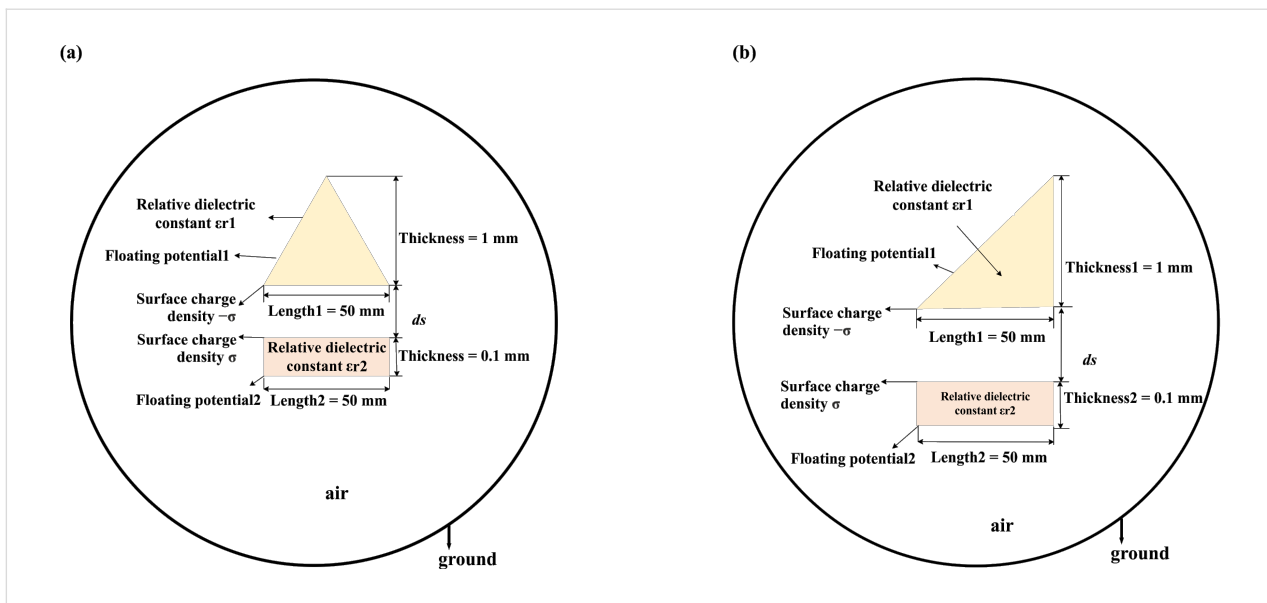 (a)
Relative dielectric
constant εr1
Floating potential1
Thickness = 1 mm
Surface charge
density −σ
Length1 = 50 mm
ds
Surface charge
density σ
Relative dielectric
constant εr2
Thickness = 0.1 mm
Floating potential2
Length2 = 50 mm
air
ground
(b)
Relative dielectric
constant εr1
Floating potential1
Thickness1 = 1 mm
Surface charge
density −σ
Length1 = 50 mm
ds
Surface charge
density σ
Relative dielectric
constant εr2
Thickness2 = 0.1 mm
Floating potential2
Length2 = 50 mm
air
ground